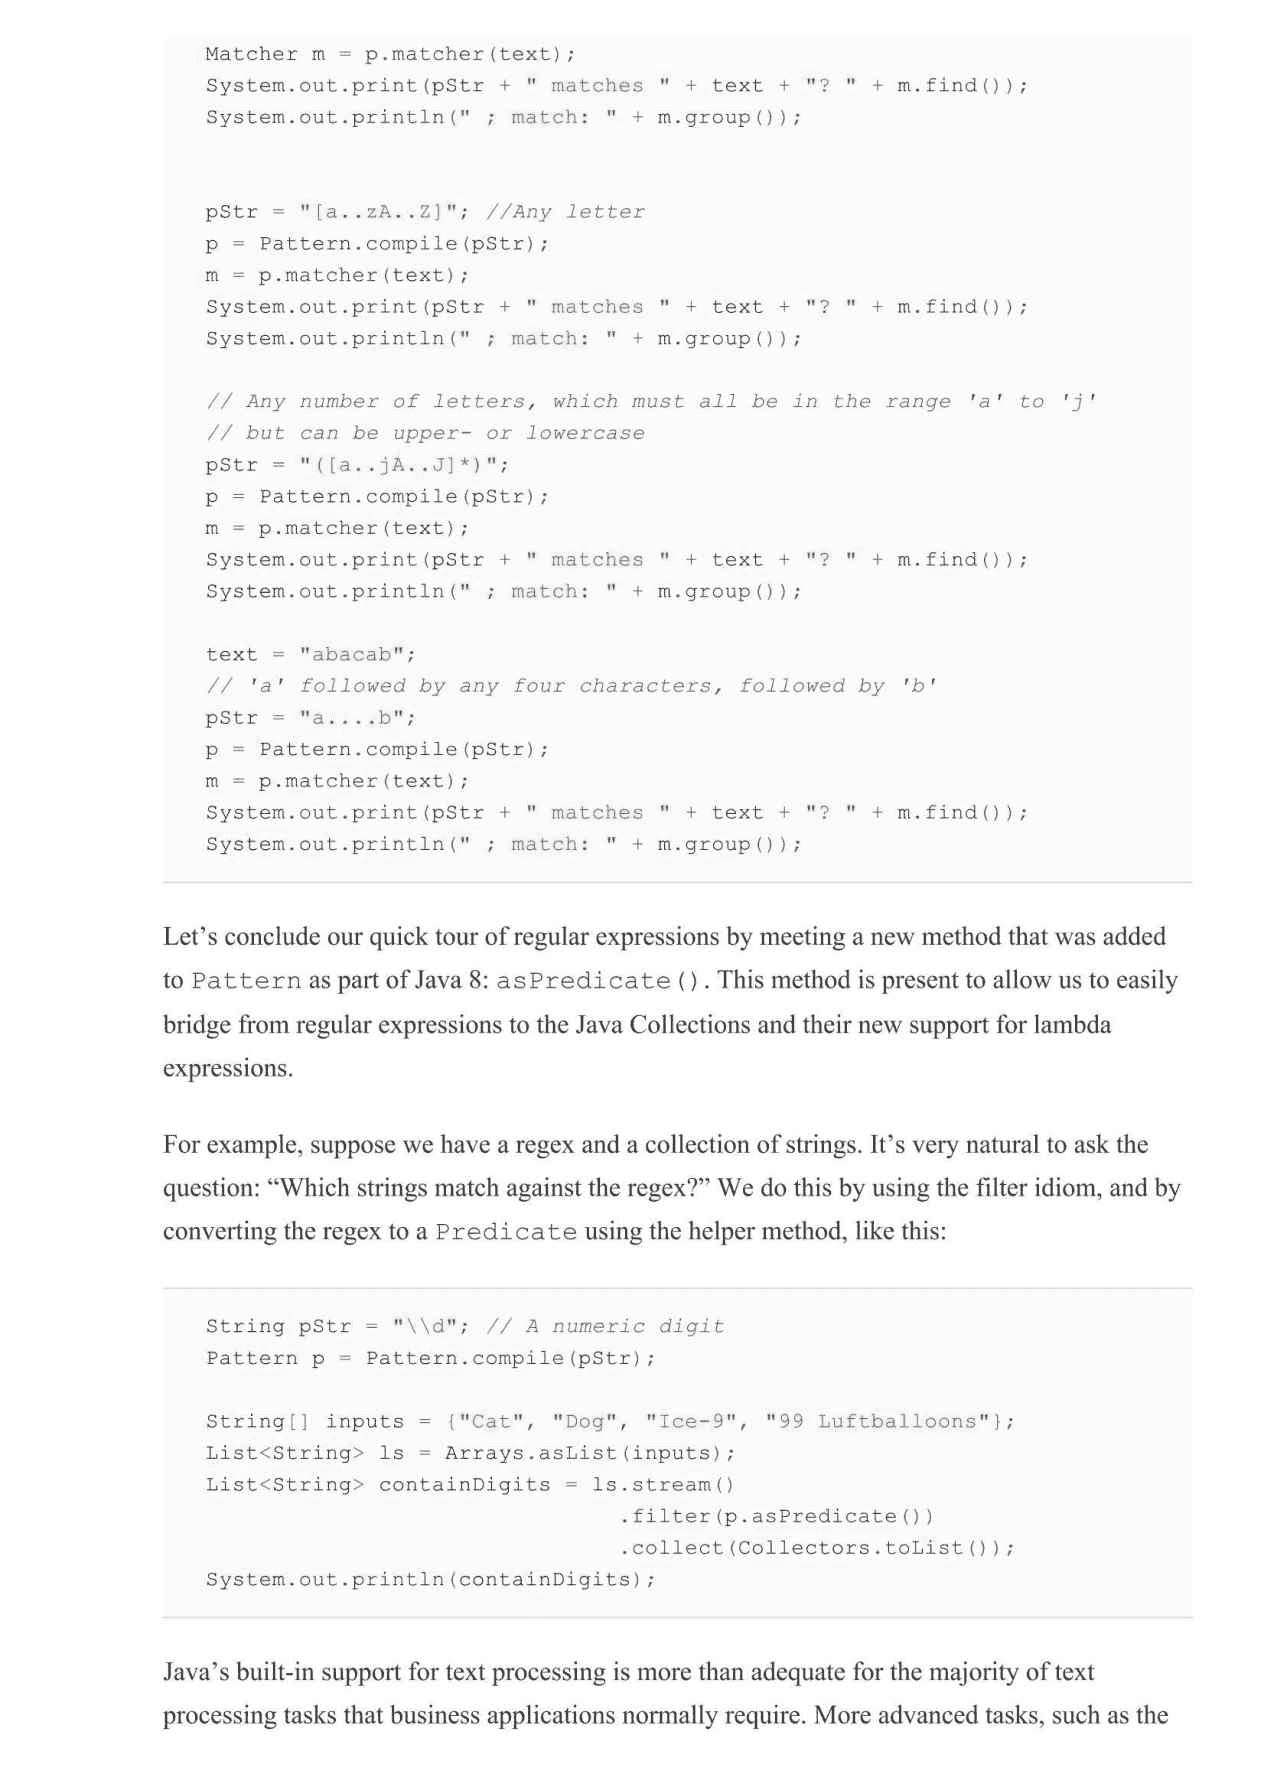 Matcher m = p.matcher(text);
System.out.print(pStr + " matches " + text + "? " + m.find());
System.out.println(" ; match: " + m.group());
pStr = "[a..zA..Z]"; //Any letter
p = Pattern.compile(pStr);
m = p.matcher(text);
System.out.print(pStr + " matches " + text + "? " + m.find());
System.out.println(" ; match: " + m.group());
// Any number of letters, which must all be in the range 'a' to 'j'
// but can be upper- or lowercase
pStr = "([a..jA..J]*)";
p = Pattern.compile(pStr);
m = p.matcher(text);
System.out.print(pStr + " matches " + text + "? " + m.find());
System.out.println(" ; match: " + m.group());
text = "abacab";
// 'a' followed by any four characters, followed by 'b'
pStr = "a....b";
p = Pattern.compile(pStr);
m = p.matcher(text);
System.out.print(pStr + " matches " + text + "? " + m.find());
System.out.println(" ; match: " + m.group());
Let’s conclude our quick tour of regular expressions by meeting a new method that was added
to Pattern as part of Java 8: asPredicate(). This method is present to allow us to easily
bridge from regular expressions to the Java Collections and their new support for lambda
expressions.
For example, suppose we have a regex and a collection of strings. It’s very natural to ask the
question: “Which strings match against the regex?” We do this by using the filter idiom, and by
converting the regex to a Predicate using the helper method, like this:
String pStr = "\\d"; // A numeric digit
Pattern p = Pattern.compile(pStr);
String[] inputs = {"Cat", "Dog", "Ice-9", "99 Luftballoons"};
List<String> ls = Arrays.asList(inputs);
List<String> containDigits = ls.stream()
.filter(p.asPredicate())
.collect(Collectors.toList());
System.out.println(containDigits);
Java’s built-in support for text processing is more than adequate for the majority of text
processing tasks that business applications normally require. More advanced tasks, such as the